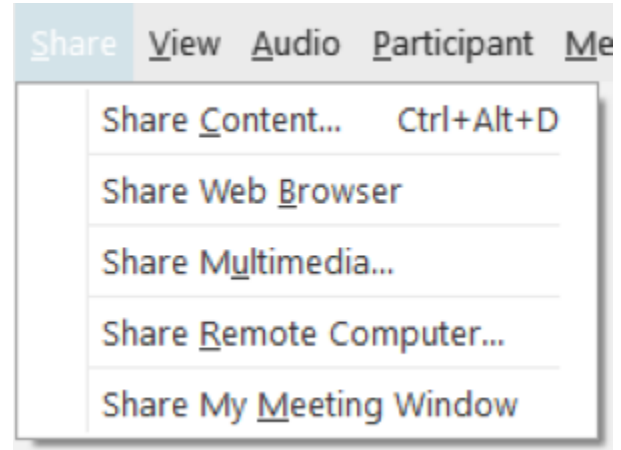 Share View Audio Participant Me
Share Content... Ctrl+Alt+D
Share Web Browser
Share Multimedia...
Share Remote Computer...
Share My Meeting Window